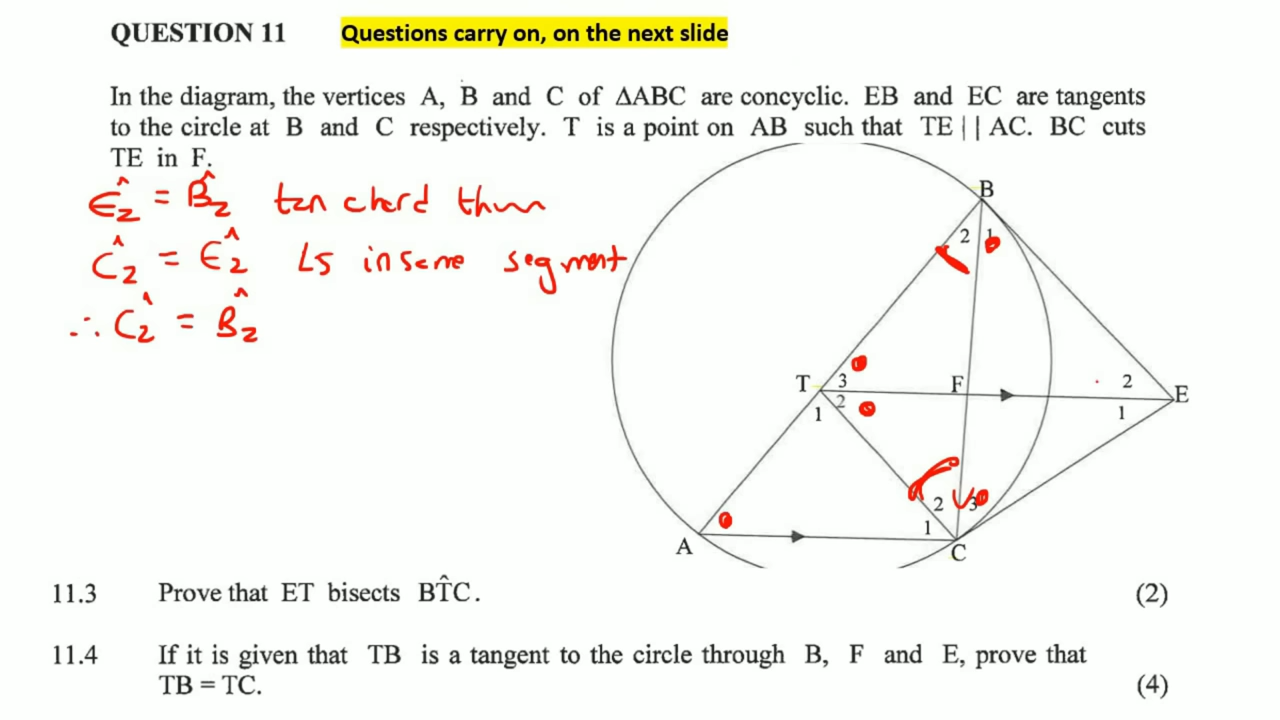 QUESTION 11 Questions carry on, on the next slide
In the diagram, the vertices A, B and C of ΔABC are concyclic. EB and EC are tangents
to the circle at B and C respectively. T is a point on AB such that TE || AC. BC cuts
TE in F.
Ê₂ = B̂₂ tan chord thm
Ĉ₂ = Ê₂ ∠s in same segment
∴ Ĉ₂ = B̂₂
B
2 1
T 3 F 2 E
1 2 1
2 3
1
A C
11.3 Prove that ET bisects BT̂C. (2)
11.4 If it is given that TB is a tangent to the circle through B, F and E, prove that
TB = TC. (4)